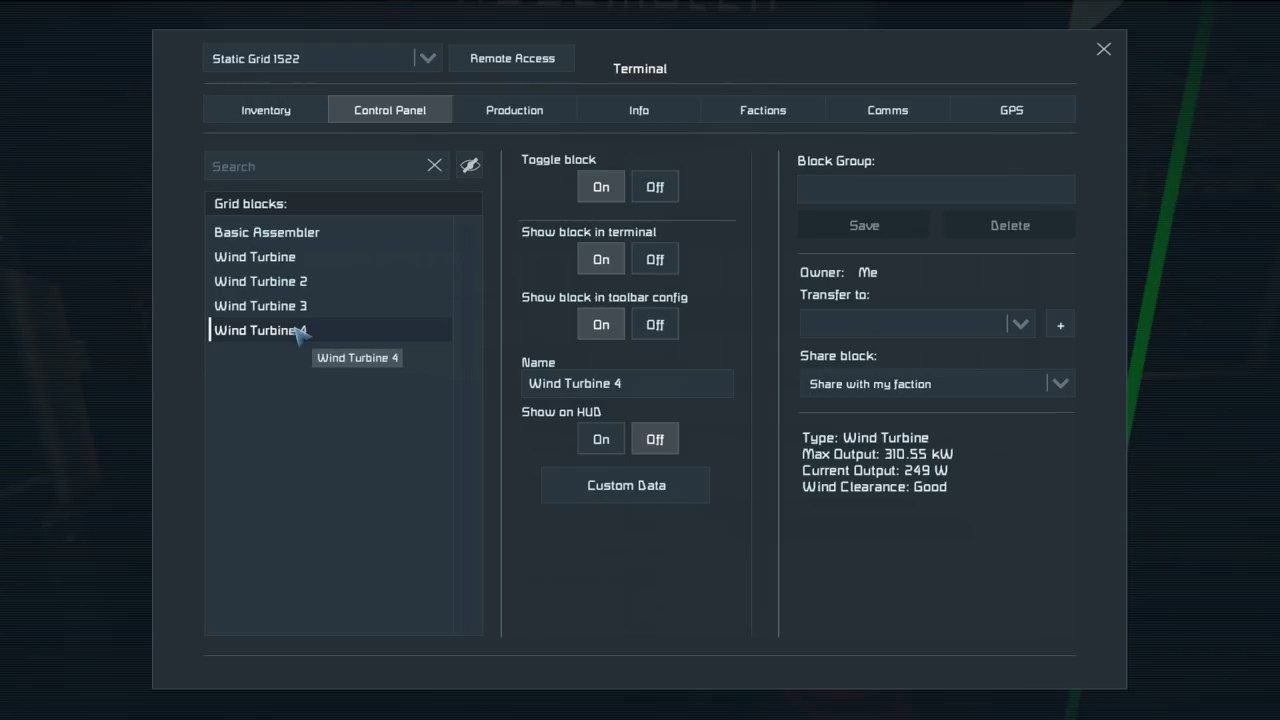 Static Grid 1522
Remote Access
Terminal
Inventory
Control Panel
Production
Info
Factions
Comms
GPS
Search
Grid blocks:
Basic Assembler
Wind Turbine
Wind Turbine 2
Wind Turbine 3
Wind Turbine 4
Wind Turbine 4
Toggle block
On
Off
Show block in terminal
On
Off
Show block in toolbar config
On
Off
Name
Wind Turbine 4
Show on HUD
On
Off
Custom Data
Block Group:
Save
Delete
Owner: Me
Transfer to:
+
Share block:
Share with my faction
Type: Wind Turbine
Max Output: 310.55 kW
Current Output: 249 W
Wind Clearance: Good